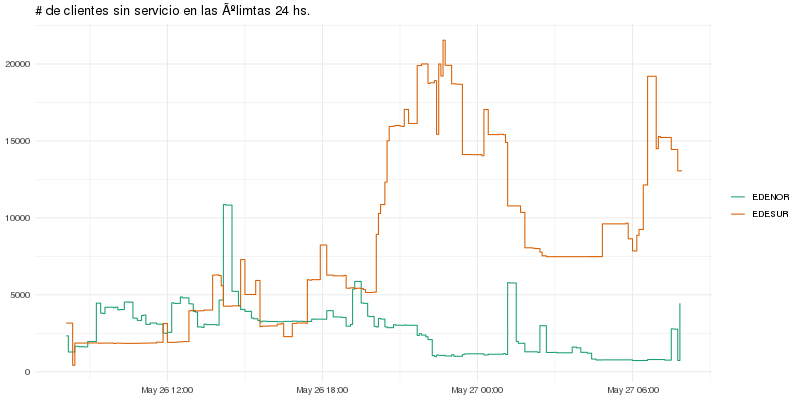 # de clientes sin servicio en las Ãºlimtas 24 hs.
20000
15000
10000
5000
0
May 26 12:00
May 26 18:00
May 27 00:00
May 27 06:00
EDENOR
EDESUR